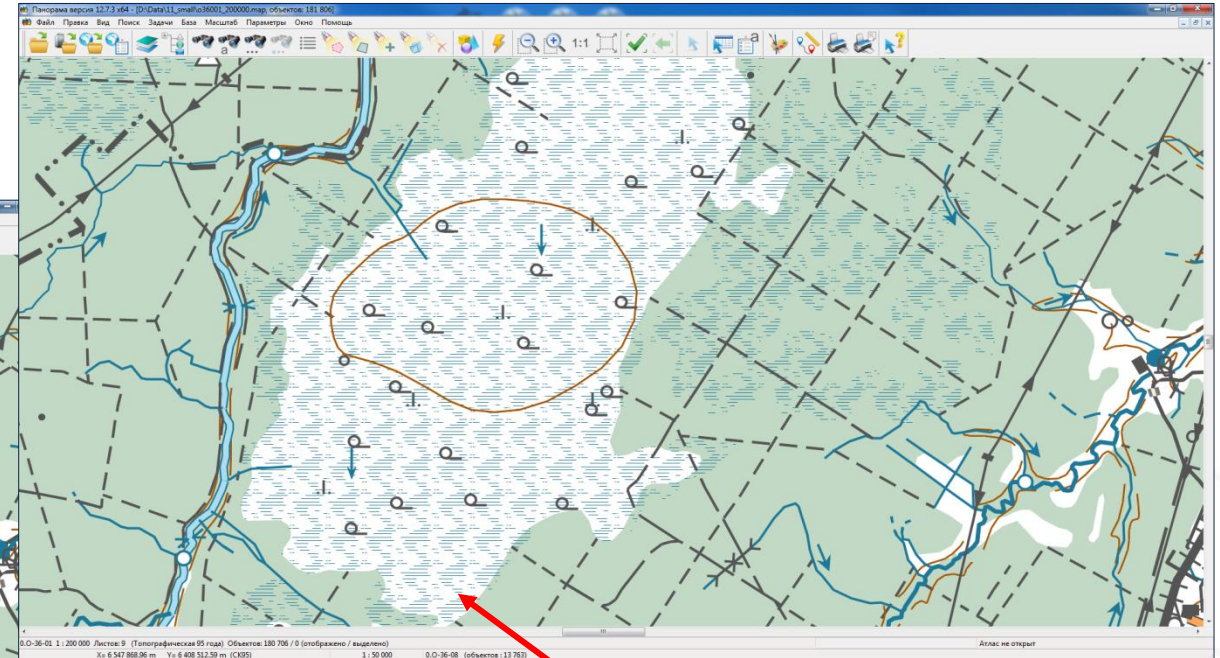 Панорама версия 12.7.3 x64 - [D:\Data\11_small\o36001_200000.map, объектов: 181 806]
Файл Правка Вид Поиск Задачи База Масштаб Параметры Окно Помощь
a 1:1 a
0.O-36-01 1 : 200 000 Листов: 9 (Топографическая 95 года) Объектов: 180 706 / 0 (отображено / выделено) Атлас не открыт
X= 6 547 868.96 m Y= 6 408 512.59 m (СК95) 1 : 50 000 0.O-36-08 (объектов : 13 763)